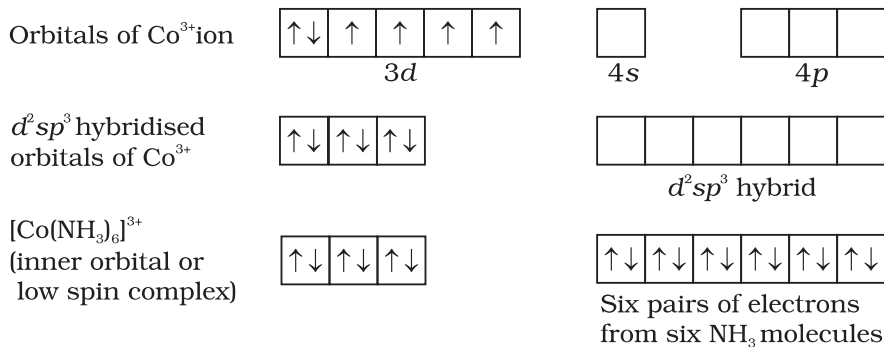 Orbitals of Co³⁺ion
↑↓ ↑ ↑ ↑ ↑
3d 4s 4p
d²sp³ hybridised
orbitals of Co³⁺
↑↓ ↑↓ ↑↓
d²sp³ hybrid
[Co(NH₃)₆]³⁺
(inner orbital or
low spin complex)
↑↓ ↑↓ ↑↓ ↑↓ ↑↓ ↑↓ ↑↓ ↑↓ ↑↓
Six pairs of electrons
from six NH₃ molecules